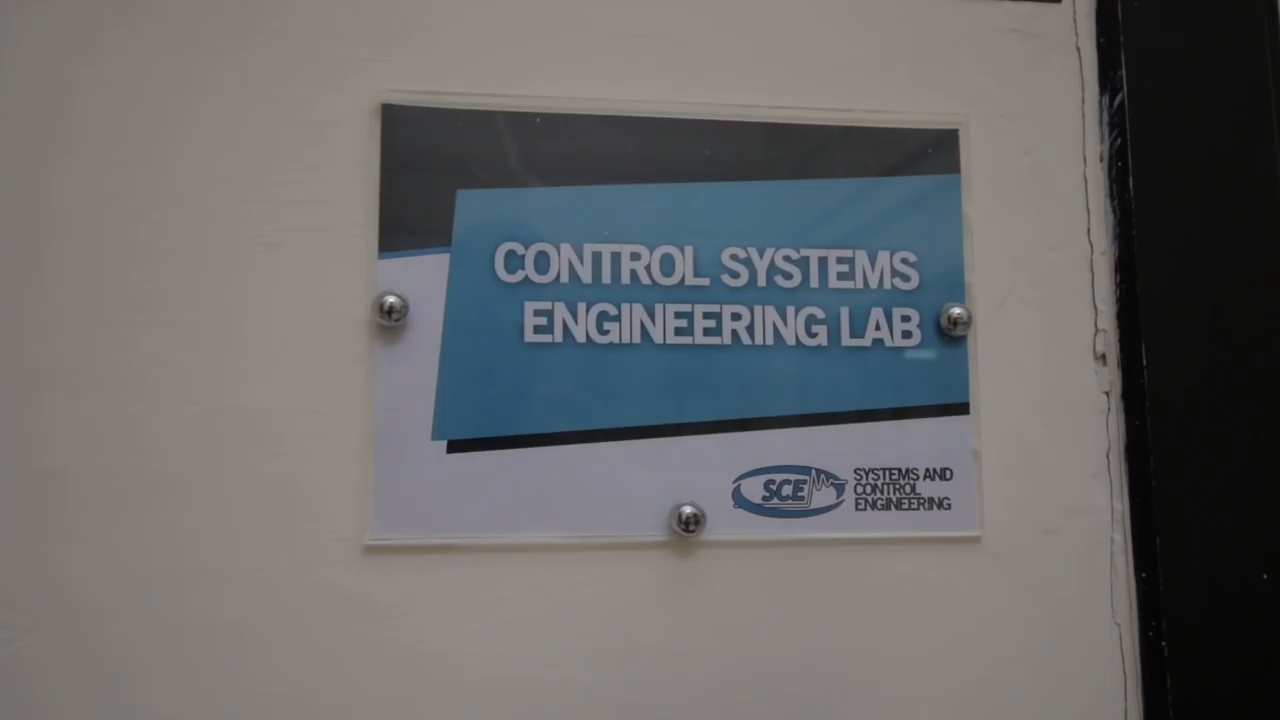 CONTROL SYSTEMS
ENGINEERING LAB
SCE
SYSTEMS AND
CONTROL
ENGINEERING